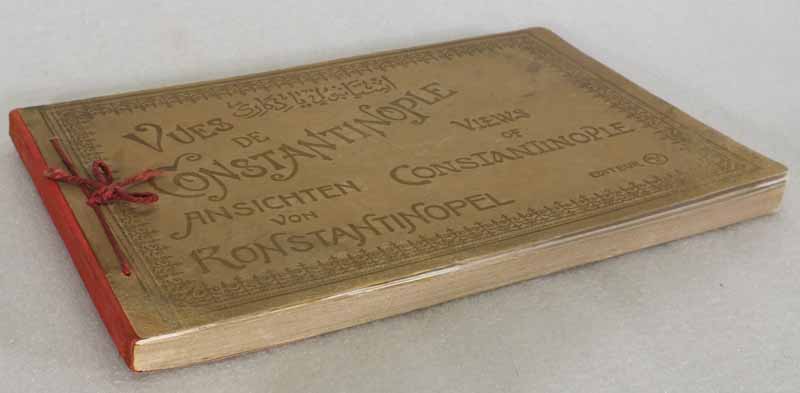 VUES
DE
CONSTANTINOPLE
VIEWS
OF
CONSTANTINOPLE
ANSICHTEN
VON
KONSTANTINOPEL
EDITEUR